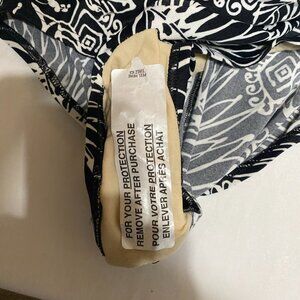 FOR YOUR PROTECTION
REMOVE AFTER PURCHASE
POUR VOTRE PROTECTION
ENLEVER APRÈS ACHAT